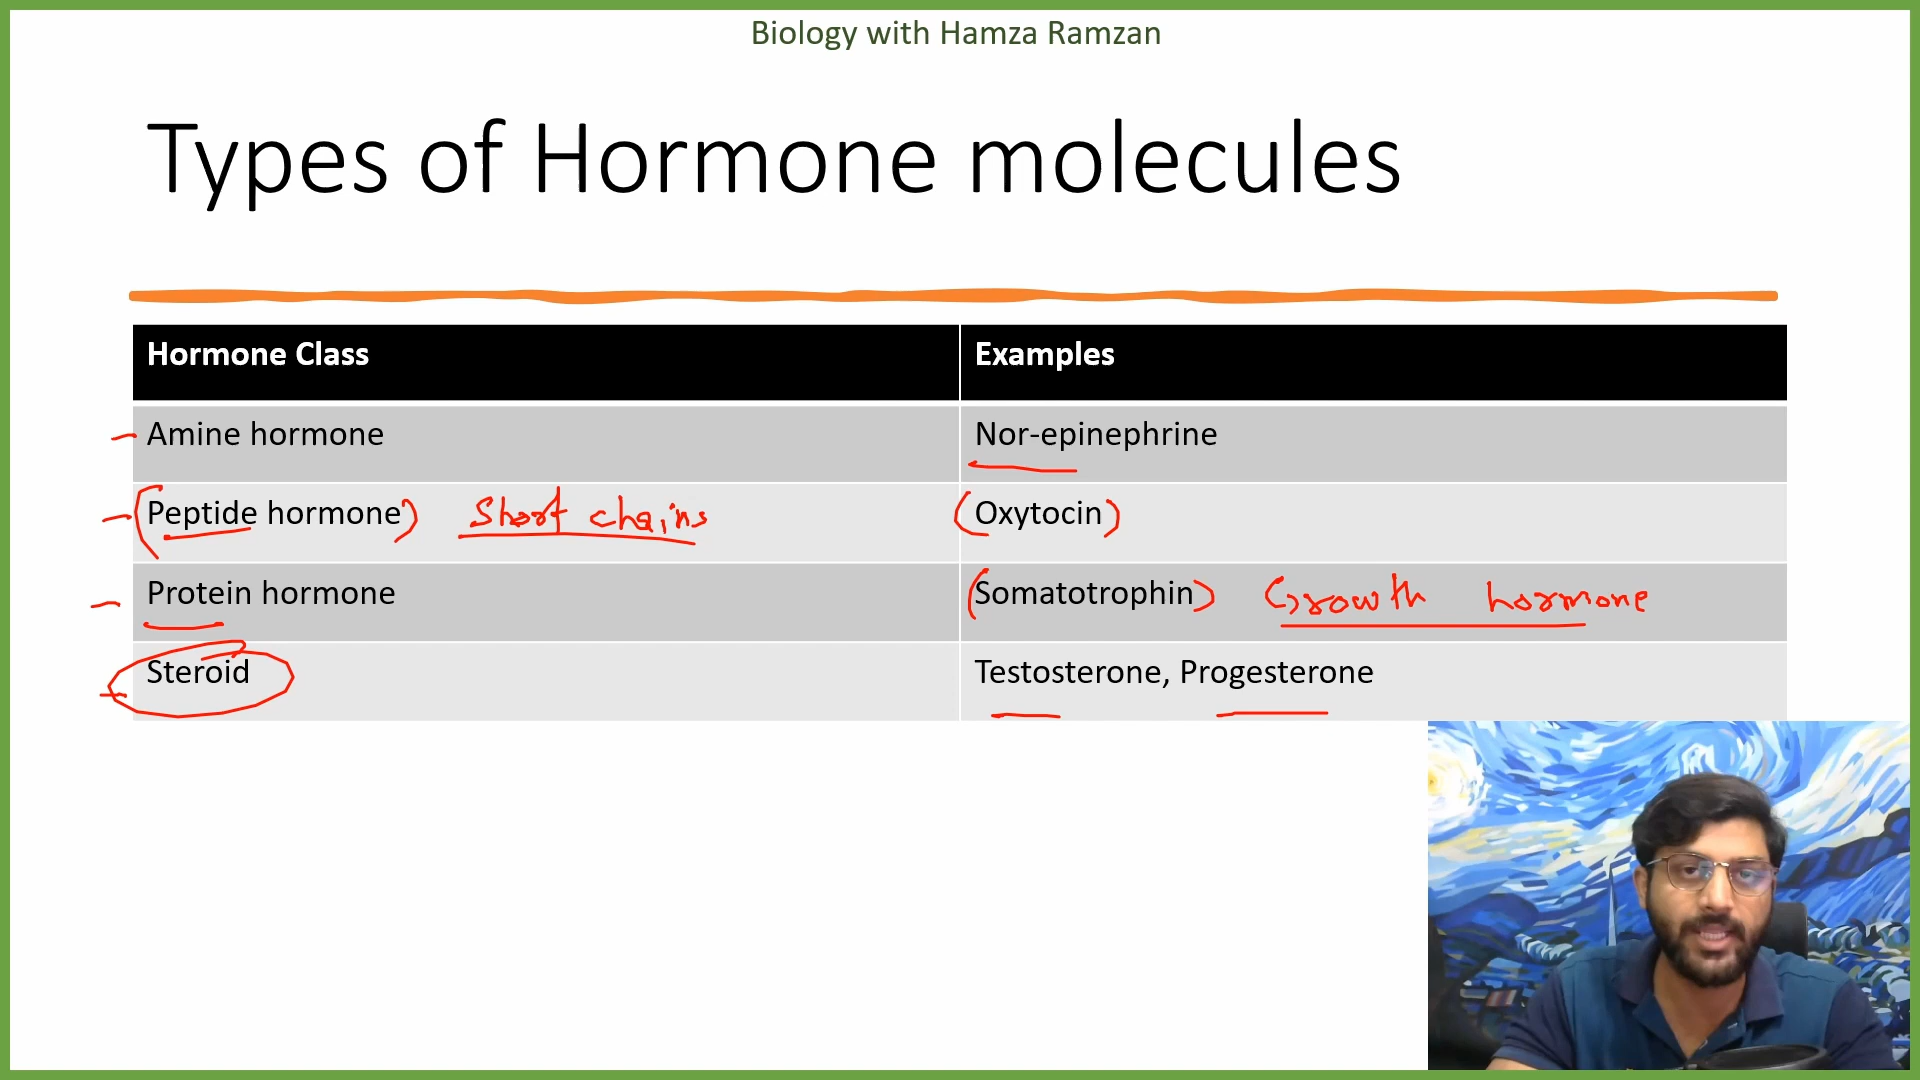 Biology with Hamza Ramzan
Types of Hormone molecules
Hormone Class Examples
Amine hormone Nor-epinephrine
(Peptide hormone) Short chains (Oxytocin)
Protein hormone (Somatotrophin) Growth hormone
Steroid Testosterone, Progesterone